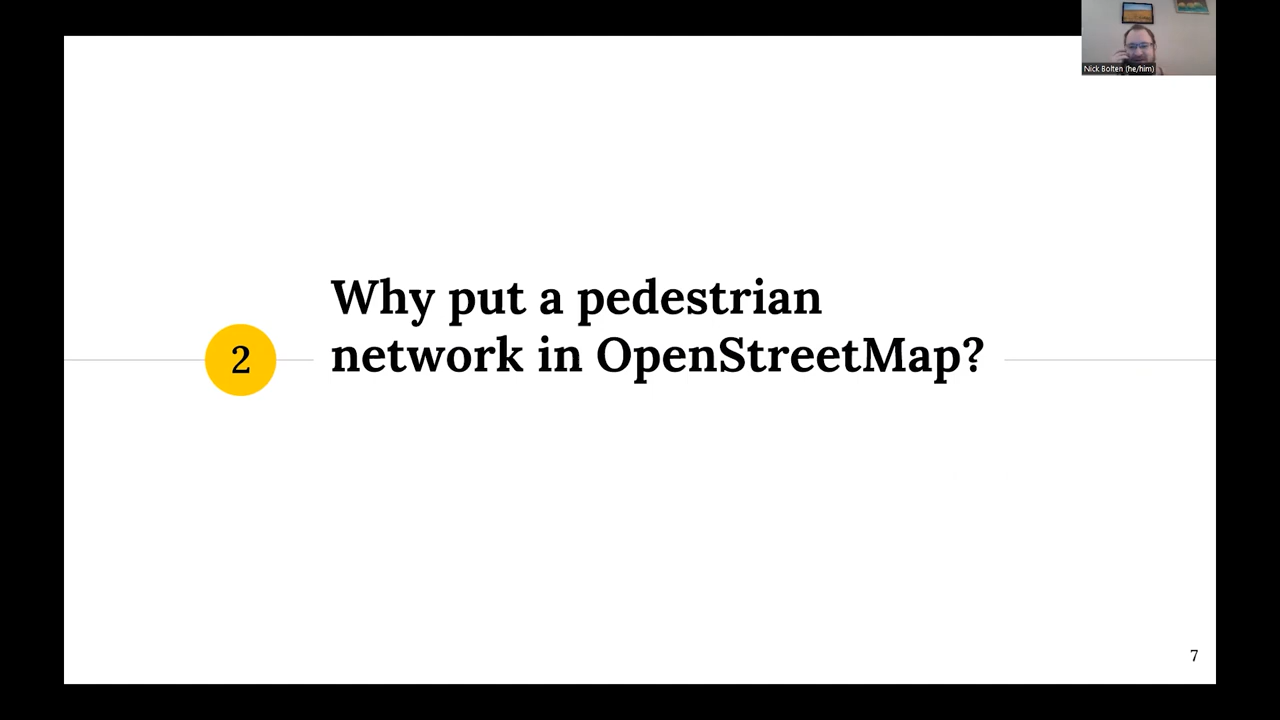 Nick Bolten (he/him)
Why put a pedestrian
2
network in OpenStreetMap?
7